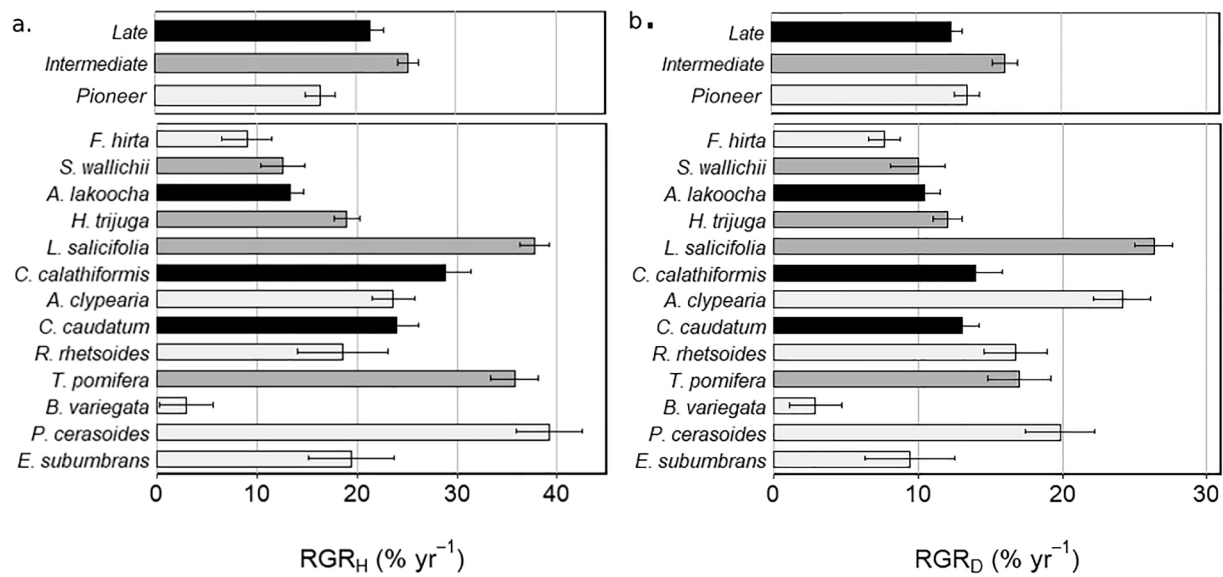 a.
Late
Intermediate
Pioneer
F. hirta
S. wallichii
A. lakoocha
H. trijuga
L. salicifolia
C. calathiformis
A. clypearia
C. caudatum
R. rhetsoides
T. pomifera
B. variegata
P. cerasoides
E. subumbrans
0 10 20 30 40
RGRH (% yr−1)
b.
Late
Intermediate
Pioneer
F. hirta
S. wallichii
A. lakoocha
H. trijuga
L. salicifolia
C. calathiformis
A. clypearia
C. caudatum
R. rhetsoides
T. pomifera
B. variegata
P. cerasoides
E. subumbrans
0 10 20 30
RGRD (% yr−1)